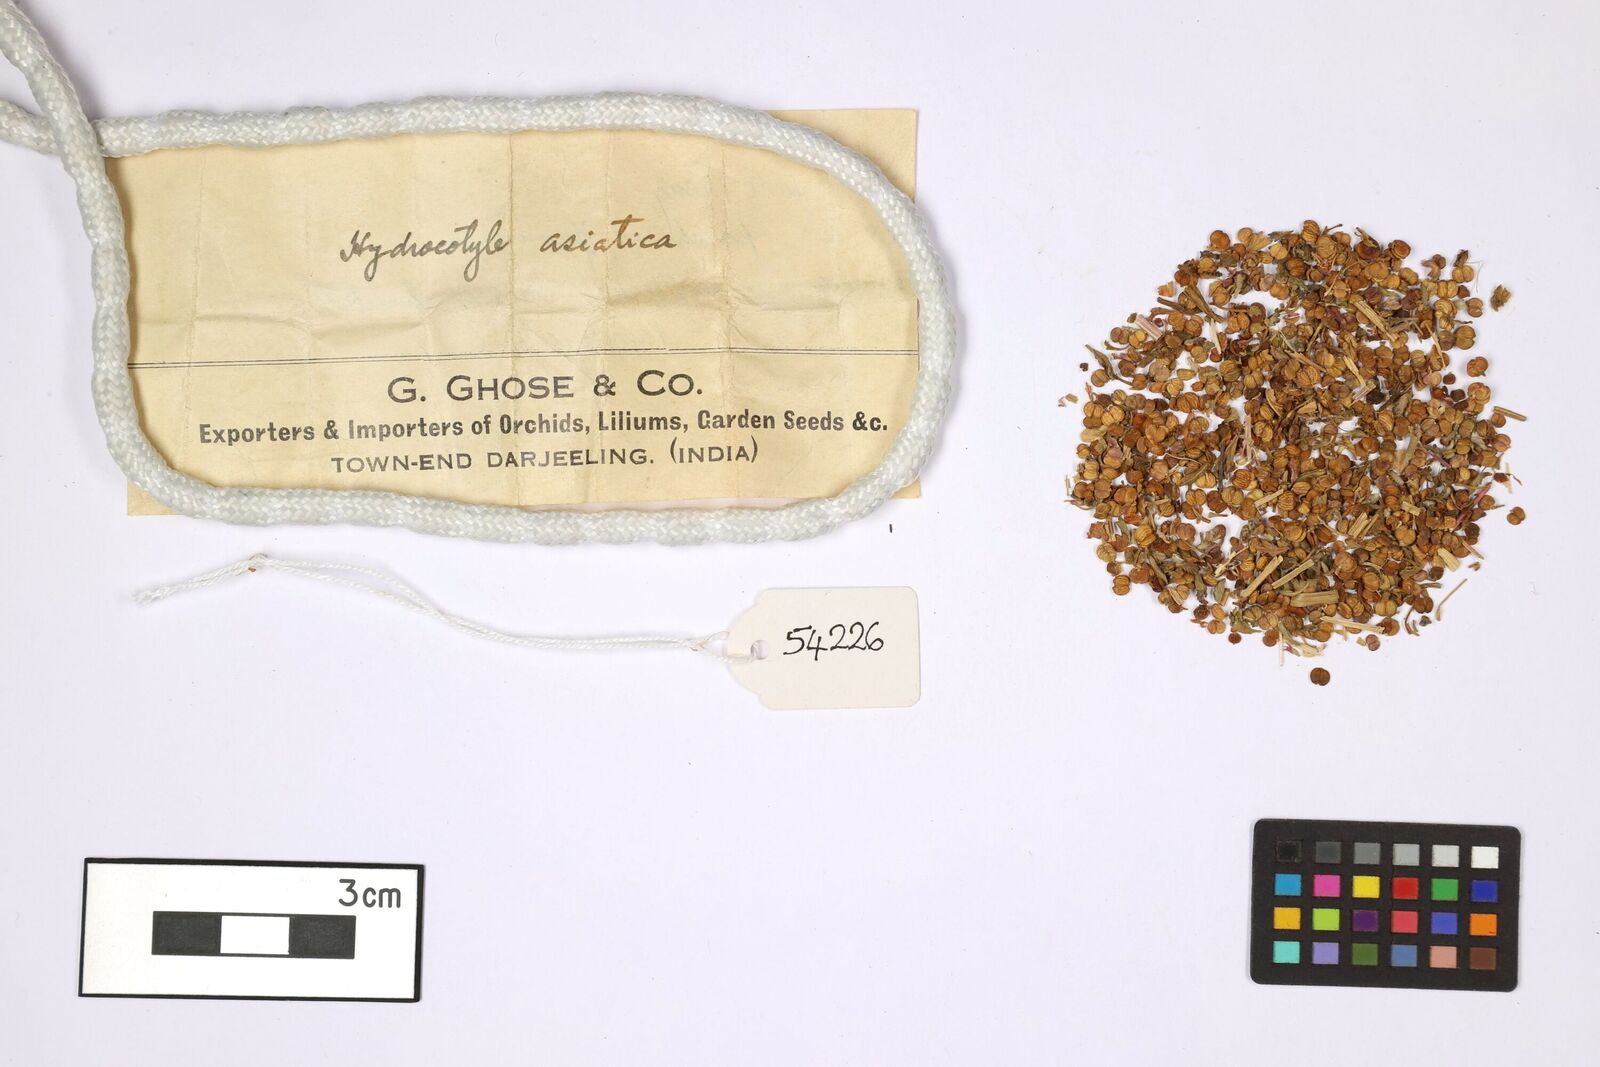 Hydrocotyle asiatica
G. GHOSE & CO.
Exporters & Importers of Orchids, Liliums, Garden Seeds &c.
TOWN-END DARJEELING. (INDIA)
54226
3cm